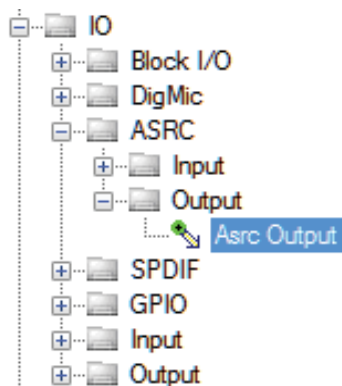 IO
Block I/O
DigMic
ASRC
Input
Output
Asrc Output
SPDIF
GPIO
Input
Output